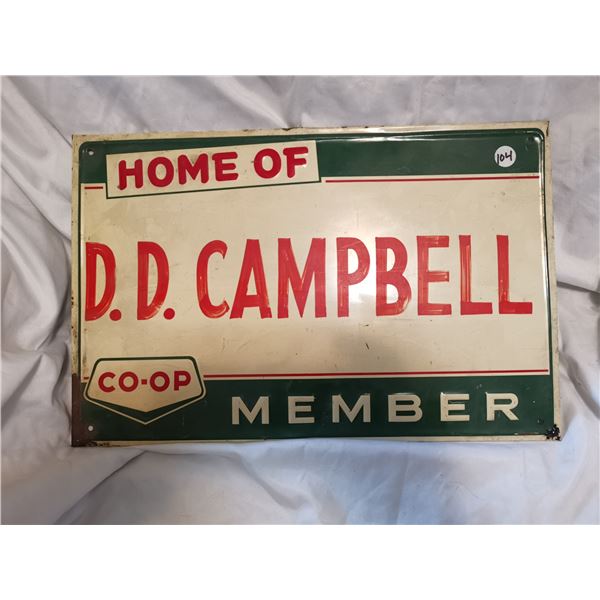 HOME OF
104
D.D. CAMPBELL
CO-OP
MEMBER